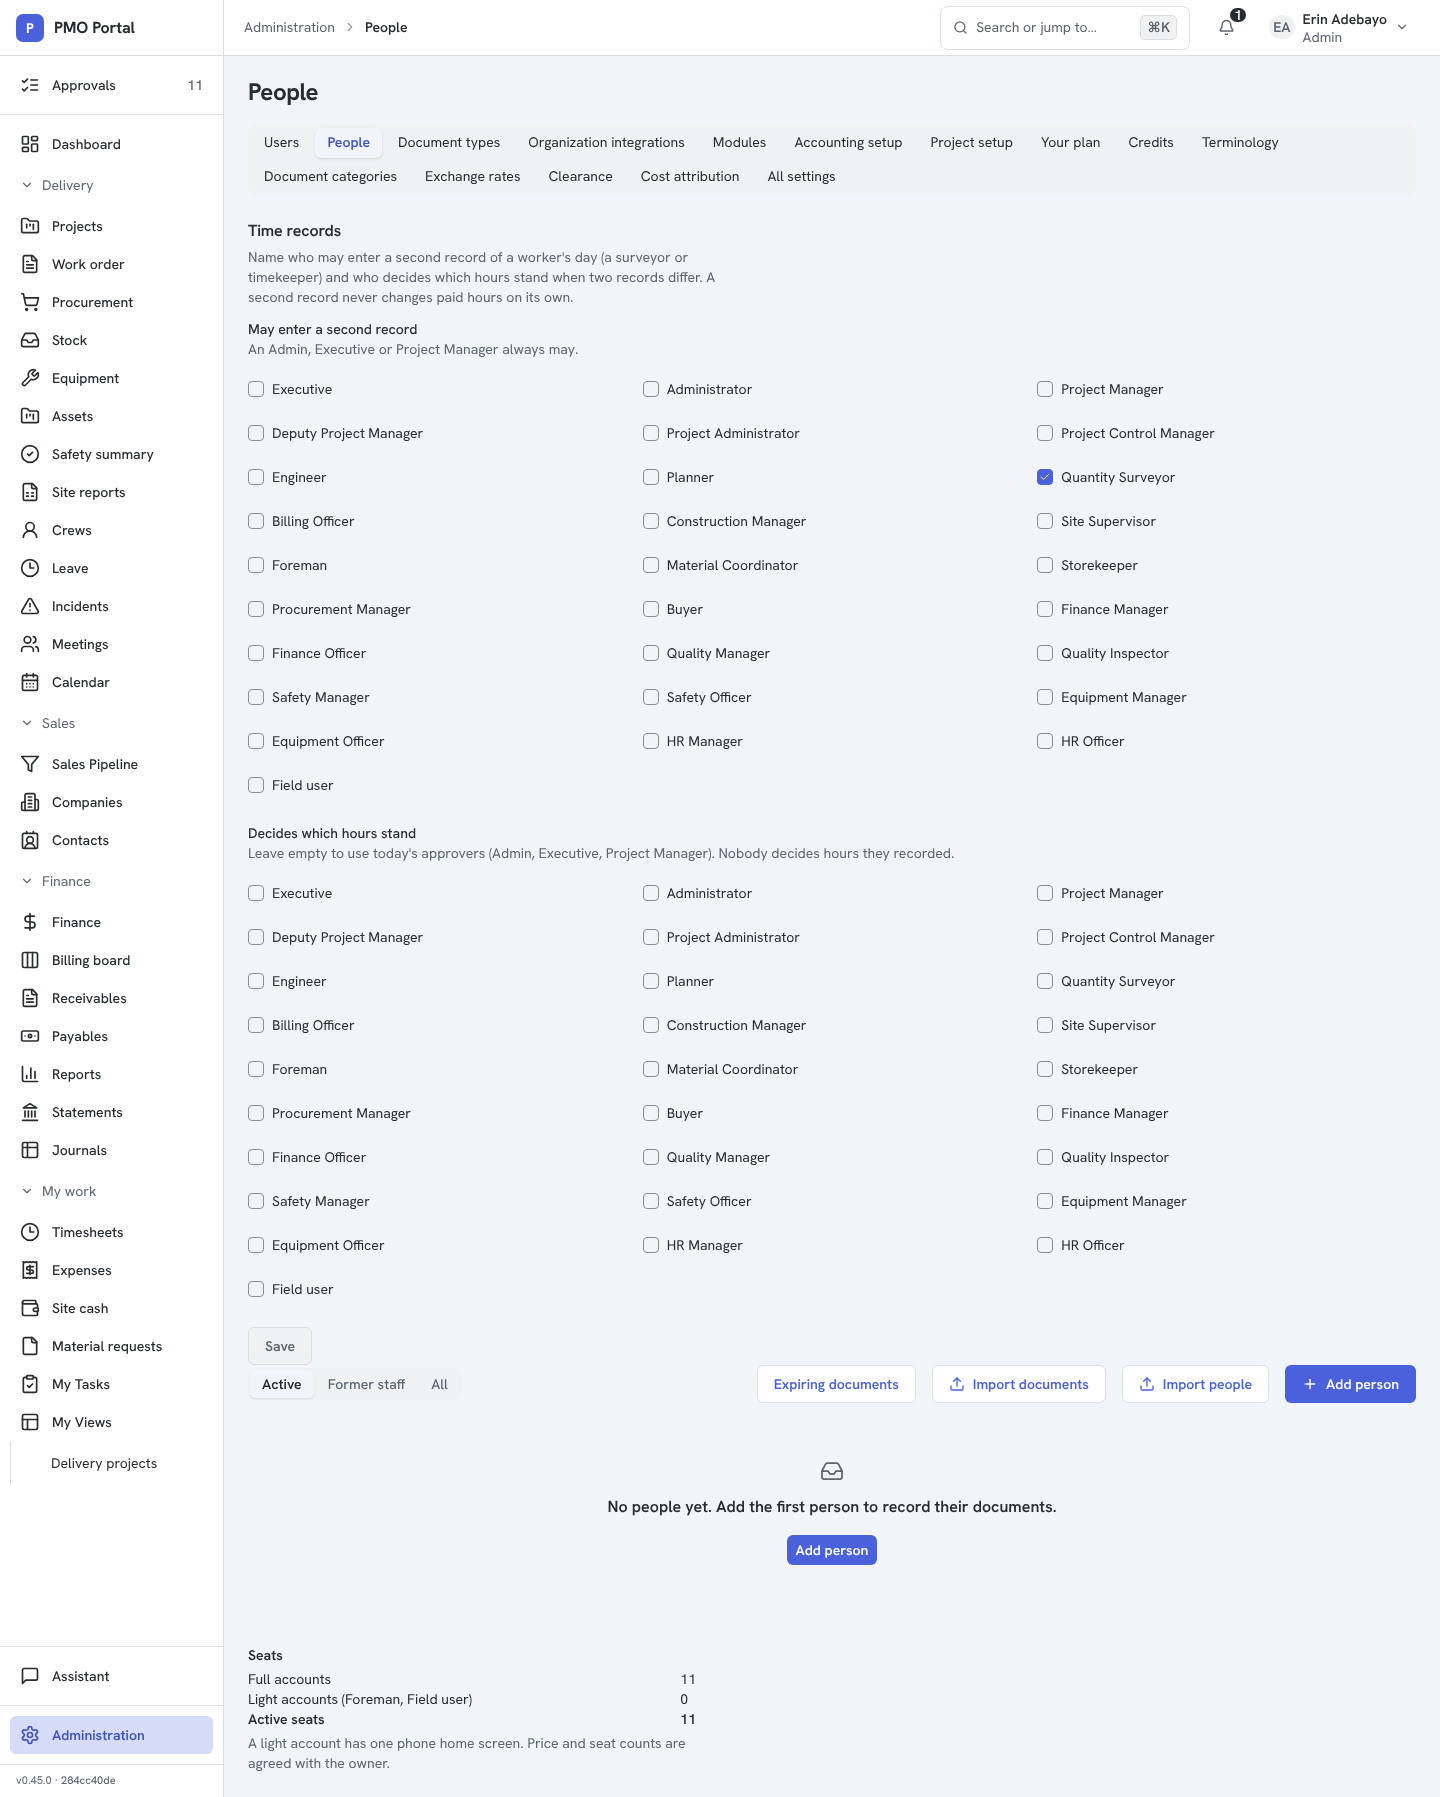 P PMO Portal
Administration > People
Search or jump to... ⌘K
1
EA Erin Adebayo
Admin
Approvals 11
Dashboard
Delivery
Projects
Work order
Procurement
Stock
Equipment
Assets
Safety summary
Site reports
Crews
Leave
Incidents
Meetings
Calendar
Sales
Sales Pipeline
Companies
Contacts
Finance
Finance
Billing board
Receivables
Payables
Reports
Statements
Journals
My work
Timesheets
Expenses
Site cash
Material requests
My Tasks
My Views
Delivery projects
Assistant
Administration
v0.45.0 · 284cc40de
People
Users People Document types Organization integrations Modules Accounting setup Project setup Your plan Credits Terminology
Document categories Exchange rates Clearance Cost attribution All settings
Time records
Name who may enter a second record of a worker's day (a surveyor or
timekeeper) and who decides which hours stand when two records differ. A
second record never changes paid hours on its own.
May enter a second record
An Admin, Executive or Project Manager always may.
Executive Administrator Project Manager
Deputy Project Manager Project Administrator Project Control Manager
Engineer Planner Quantity Surveyor
Billing Officer Construction Manager Site Supervisor
Foreman Material Coordinator Storekeeper
Procurement Manager Buyer Finance Manager
Finance Officer Quality Manager Quality Inspector
Safety Manager Safety Officer Equipment Manager
Equipment Officer HR Manager HR Officer
Field user
Decides which hours stand
Leave empty to use today's approvers (Admin, Executive, Project Manager). Nobody decides hours they recorded.
Executive Administrator Project Manager
Deputy Project Manager Project Administrator Project Control Manager
Engineer Planner Quantity Surveyor
Billing Officer Construction Manager Site Supervisor
Foreman Material Coordinator Storekeeper
Procurement Manager Buyer Finance Manager
Finance Officer Quality Manager Quality Inspector
Safety Manager Safety Officer Equipment Manager
Equipment Officer HR Manager HR Officer
Field user
Save
Active Former staff All Expiring documents Import documents Import people + Add person
No people yet. Add the first person to record their documents.
Add person
Seats
Full accounts 11
Light accounts (Foreman, Field user) 0
Active seats 11
A light account has one phone home screen. Price and seat counts are
agreed with the owner.